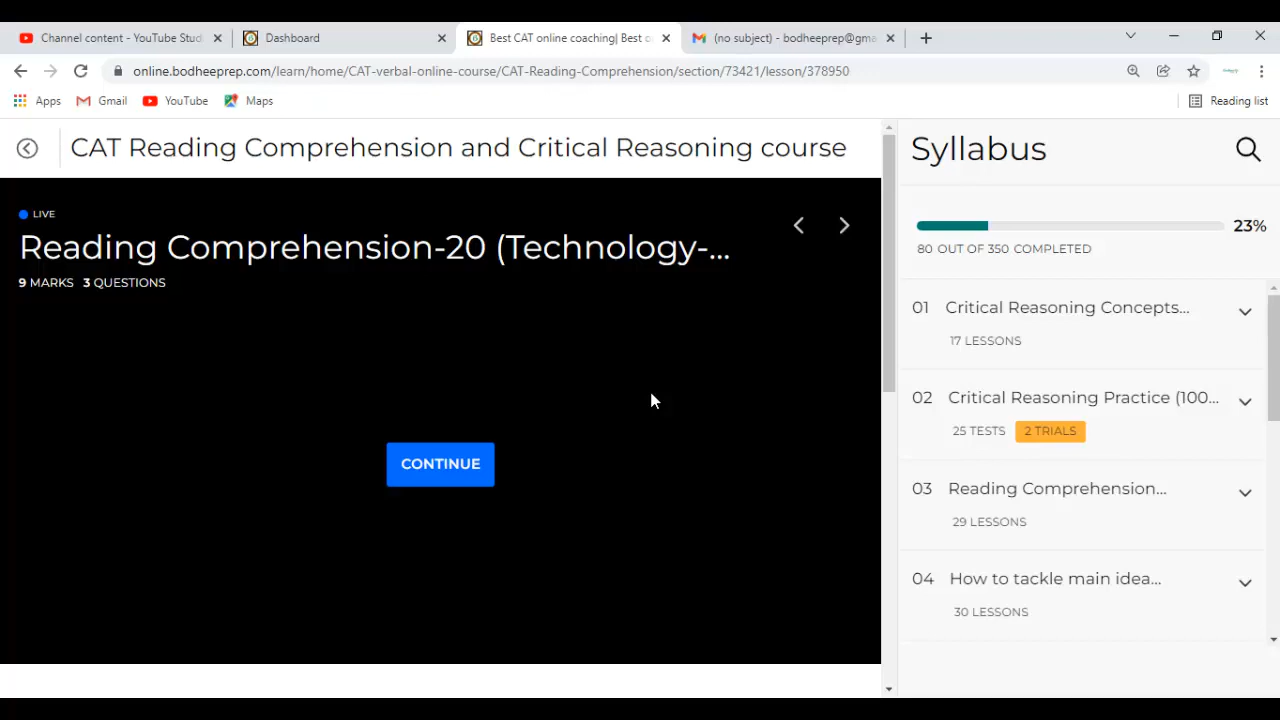 Channel content - YouTube Stud
Dashboard
Best CAT online coaching| Best c
(no subject) - bodheeprep@gma
online.bodheeprep.com/learn/home/CAT-verbal-online-course/CAT-Reading-Comprehension/section/73421/lesson/378950
Apps
Gmail
YouTube
Maps
Reading list
CAT Reading Comprehension and Critical Reasoning course
LIVE
Reading Comprehension-20 (Technology-...
9 MARKS 3 QUESTIONS
CONTINUE
Syllabus
23%
80 OUT OF 350 COMPLETED
01 Critical Reasoning Concepts...
17 LESSONS
02 Critical Reasoning Practice (100...
25 TESTS 2 TRIALS
03 Reading Comprehension...
29 LESSONS
04 How to tackle main idea...
30 LESSONS